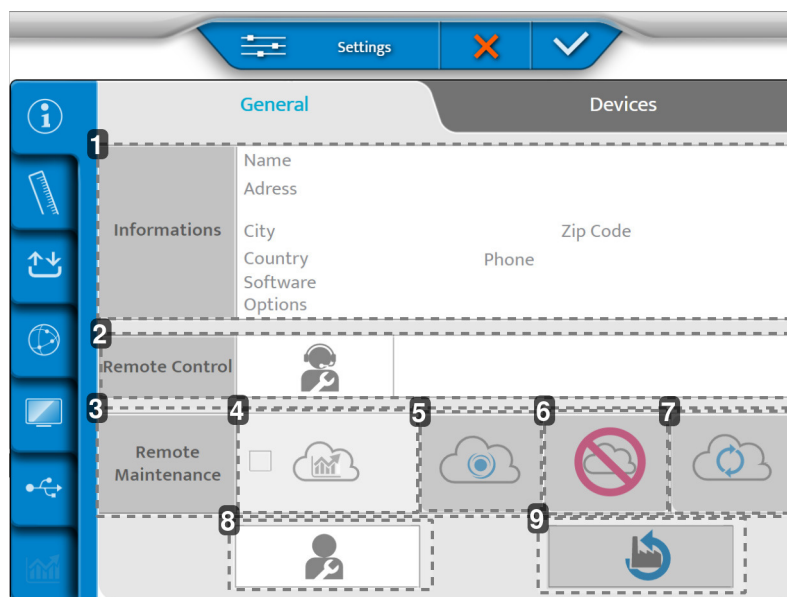 Settings
General
Devices
1
Informations
Name
Adress
City
Zip Code
Country
Phone
Software
Options
2
Remote Control
3
4
5
6
7
Remote
Maintenance
8
9